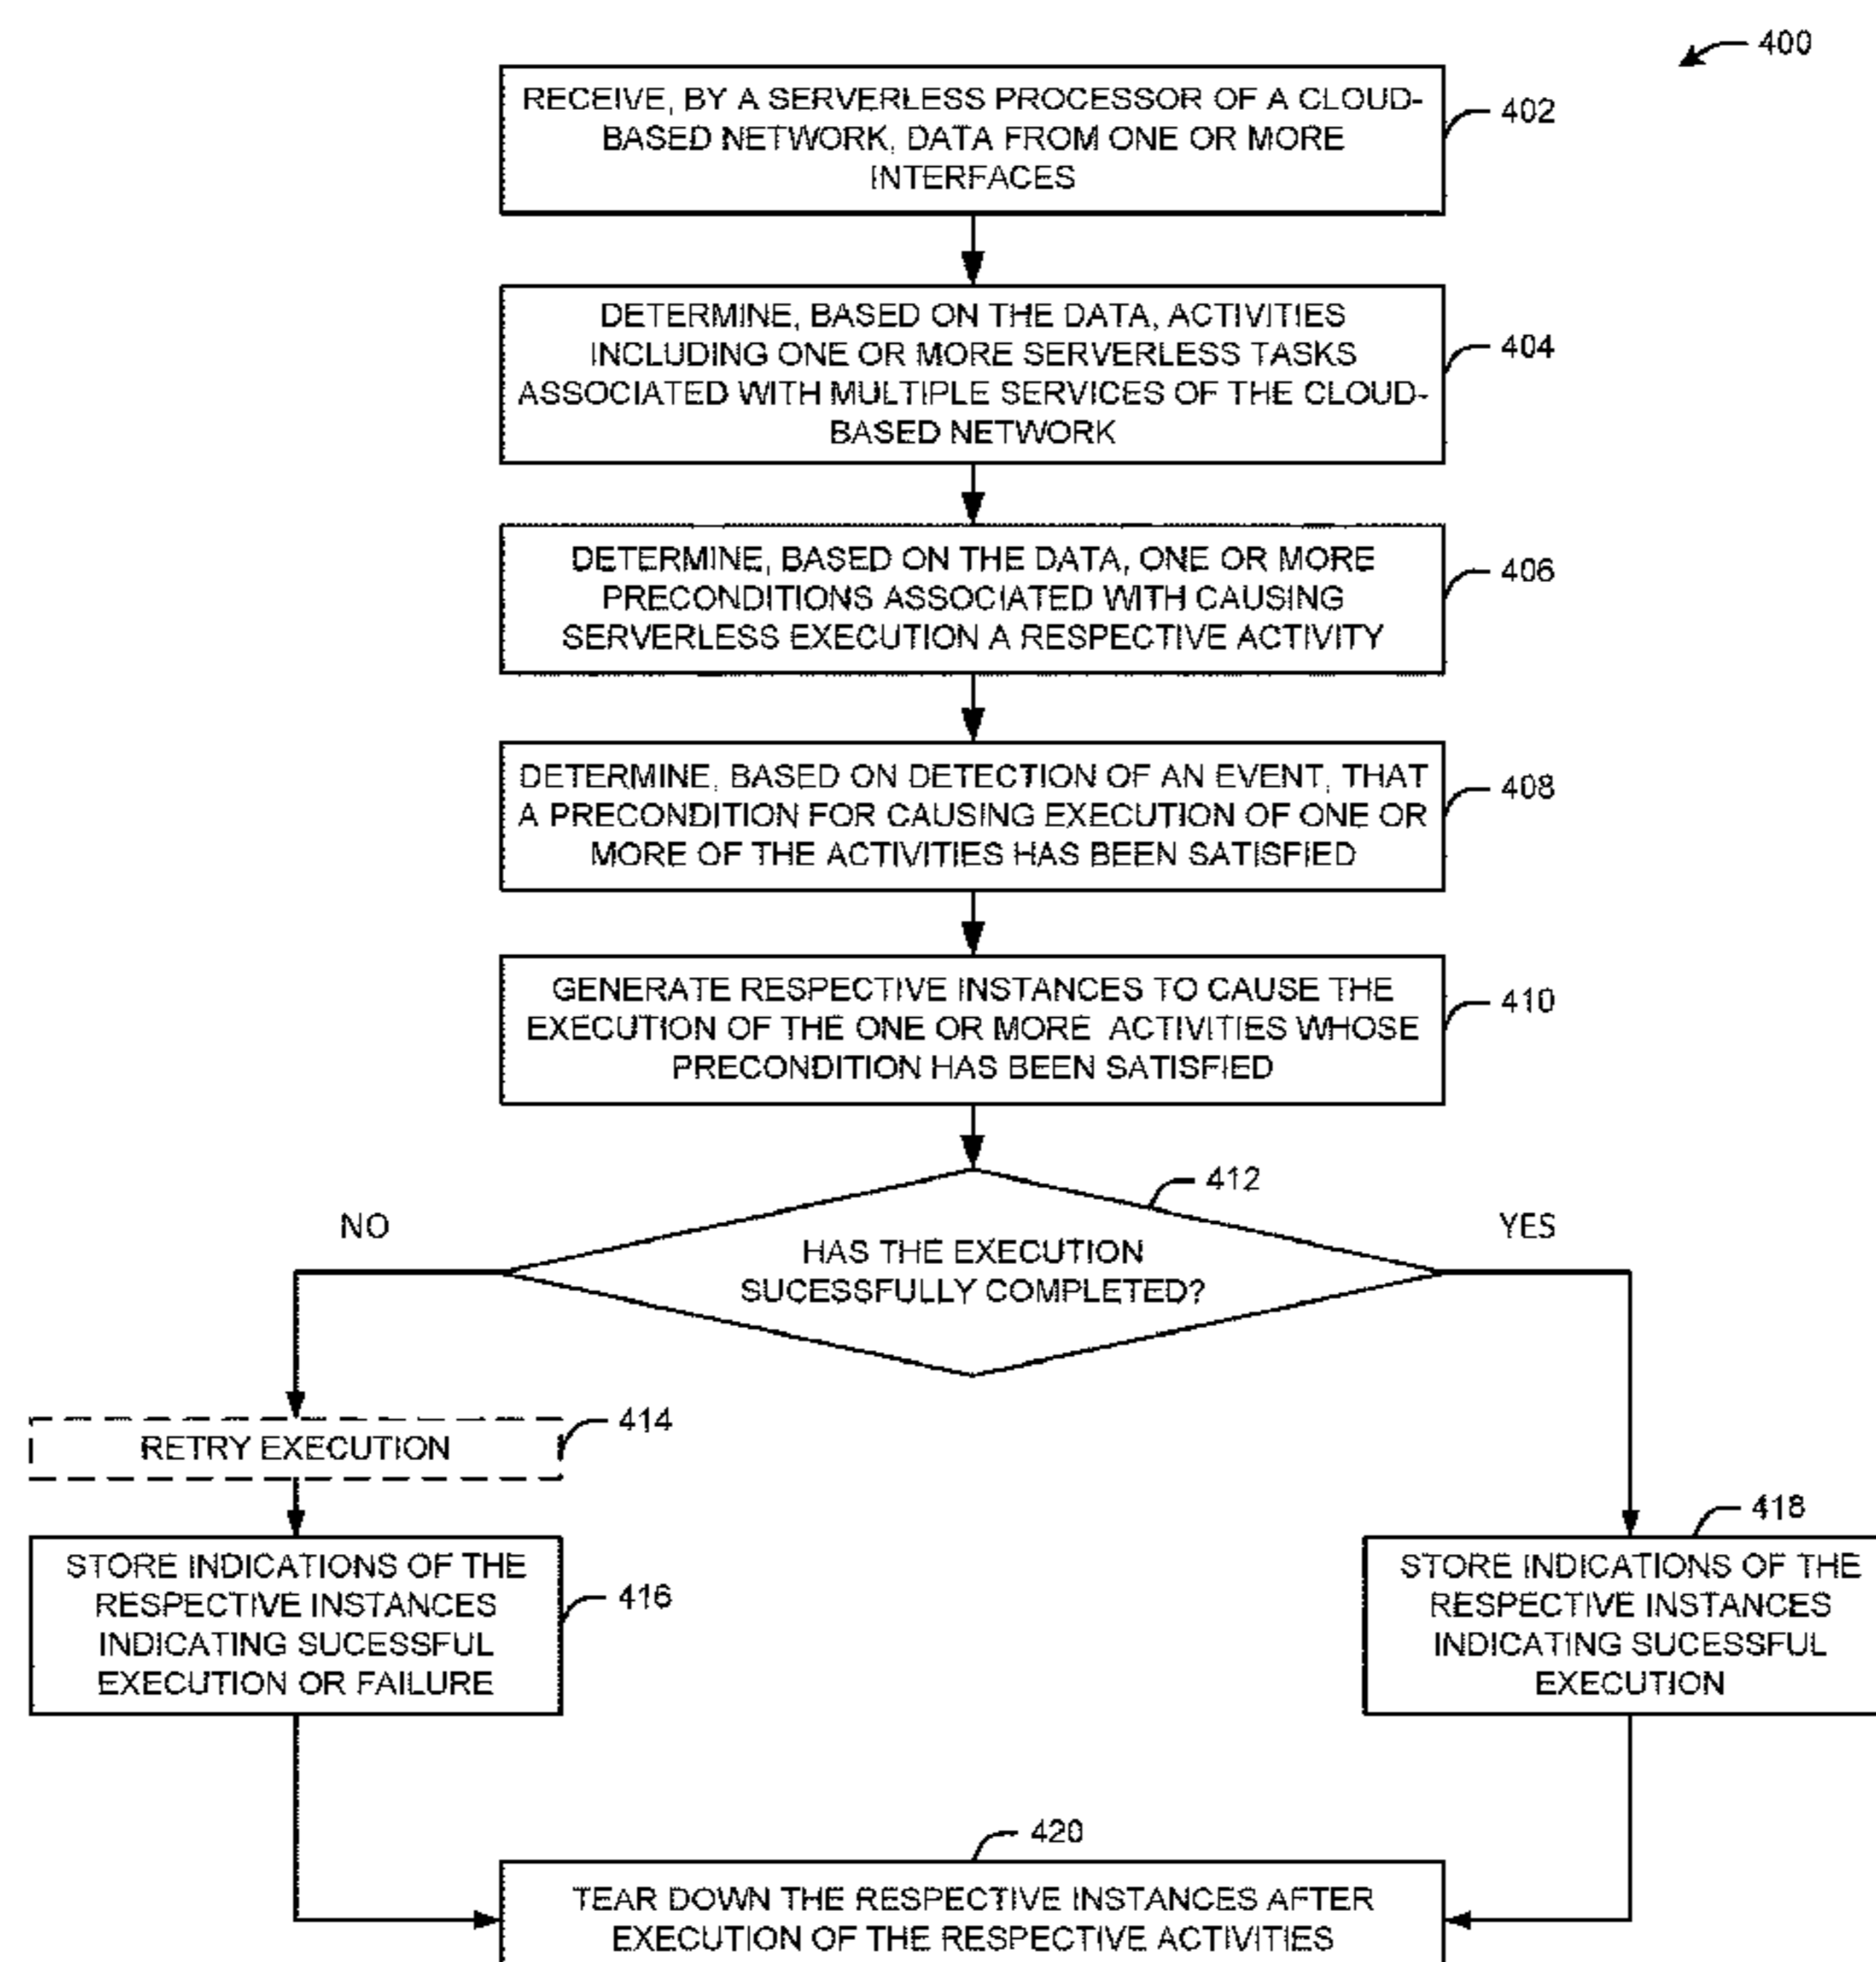 400
RECEIVE, BY A SERVERLESS PROCESSOR OF A CLOUD-
BASED NETWORK, DATA FROM ONE OR MORE
INTERFACES
402
DETERMINE, BASED ON THE DATA, ACTIVITIES
INCLUDING ONE OR MORE SERVERLESS TASKS
ASSOCIATED WITH MULTIPLE SERVICES OF THE CLOUD-
BASED NETWORK
404
DETERMINE, BASED ON THE DATA, ONE OR MORE
PRECONDITIONS ASSOCIATED WITH CAUSING
SERVERLESS EXECUTION A RESPECTIVE ACTIVITY
406
DETERMINE, BASED ON DETECTION OF AN EVENT, THAT
A PRECONDITION FOR CAUSING EXECUTION OF ONE OR
MORE OF THE ACTIVITIES HAS BEEN SATISFIED
408
GENERATE RESPECTIVE INSTANCES TO CAUSE THE
EXECUTION OF THE ONE OR MORE ACTIVITIES WHOSE
PRECONDITION HAS BEEN SATISFIED
410
412
NO
YES
HAS THE EXECUTION
SUCESSFULLY COMPLETED?
RETRY EXECUTION
414
STORE INDICATIONS OF THE
RESPECTIVE INSTANCES
INDICATING SUCESSFUL
EXECUTION OR FAILURE
416
418
STORE INDICATIONS OF THE
RESPECTIVE INSTANCES
INDICATING SUCESSFUL
EXECUTION
420
TEAR DOWN THE RESPECTIVE INSTANCES AFTER
EXECUTION OF THE RESPECTIVE ACTIVITIES